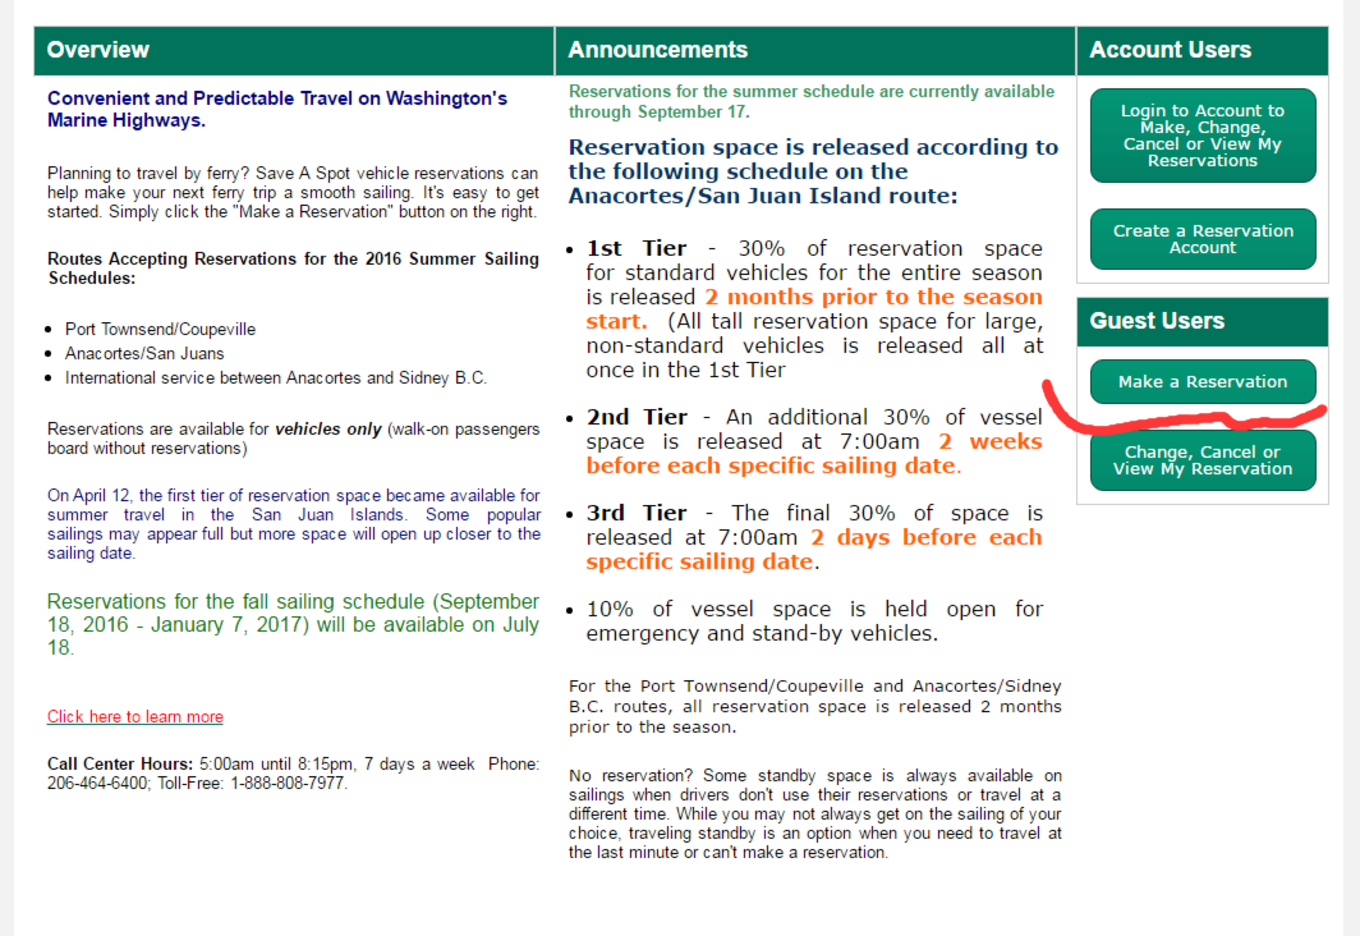 Overview
Convenient and Predictable Travel on Washington's
Marine Highways.
Planning to travel by ferry? Save A Spot vehicle reservations can
help make your next ferry trip a smooth sailing. It's easy to get
started. Simply click the "Make a Reservation" button on the right.
Routes Accepting Reservations for the 2016 Summer Sailing
Schedules:
Port Townsend/Coupeville
Anacortes/San Juans
International service between Anacortes and Sidney B.C.
Reservations are available for vehicles only (walk-on passengers
board without reservations)
On April 12, the first tier of reservation space became available for
summer travel in the San Juan Islands. Some popular
sailings may appear full but more space will open up closer to the
sailing date.
Reservations for the fall sailing schedule (September
18, 2016 - January 7, 2017) will be available on July
18.
Click here to learn more
Call Center Hours: 5:00am until 8:15pm, 7 days a week Phone:
206-464-6400; Toll-Free: 1-888-808-7977.
Announcements
Reservations for the summer schedule are currently available
through September 17.
Reservation space is released according to
the following schedule on the
Anacortes/San Juan Island route:
1st Tier - 30% of reservation space
for standard vehicles for the entire season
is released 2 months prior to the season
start. (All tall reservation space for large,
non-standard vehicles is released all at
once in the 1st Tier
2nd Tier - An additional 30% of vessel
space is released at 7:00am 2 weeks
before each specific sailing date.
3rd Tier - The final 30% of space is
released at 7:00am 2 days before each
specific sailing date.
10% of vessel space is held open for
emergency and stand-by vehicles.
For the Port Townsend/Coupeville and Anacortes/Sidney
B.C. routes, all reservation space is released 2 months
prior to the season.
No reservation? Some standby space is always available on
sailings when drivers don't use their reservations or travel at a
different time. While you may not always get on the sailing of your
choice, traveling standby is an option when you need to travel at
the last minute or can't make a reservation.
Account Users
Login to Account to
Make, Change,
Cancel or View My
Reservations
Create a Reservation
Account
Guest Users
Make a Reservation
Change, Cancel or
View My Reservation